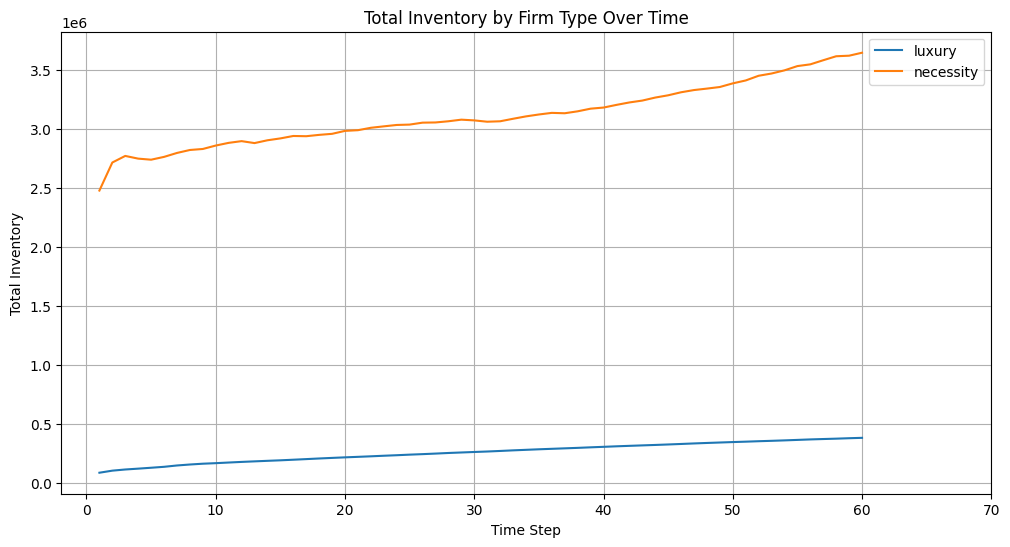 Total Inventory by Firm Type Over Time
1e6
luxury
necessity
3.5
3.0
2.5
2.0
1.5
1.0
0.5
0.0
Total Inventory
0 10 20 30 40 50 60 70
Time Step